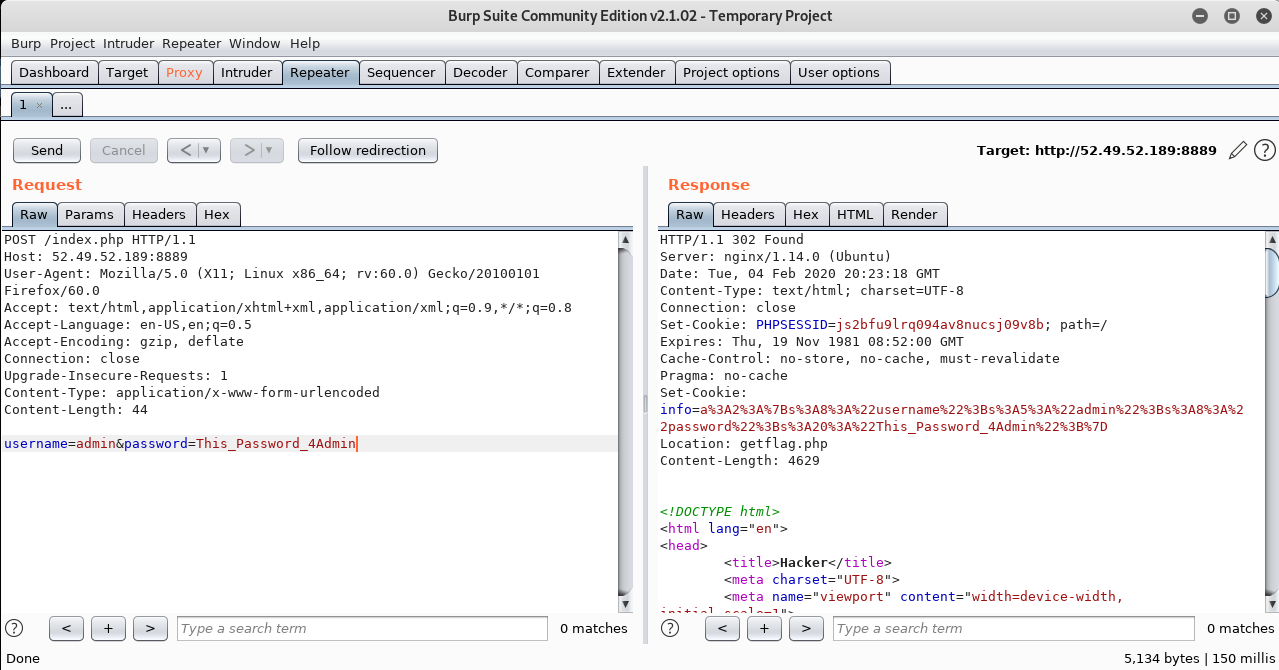 Burp Suite Community Edition v2.1.02 - Temporary Project
Burp Project Intruder Repeater Window Help
Dashboard Target Proxy Intruder Repeater Sequencer Decoder Comparer Extender Project options User options
1 × ...
Send Cancel < > Follow redirection Target: http://52.49.52.189:8889 ?
Request
Raw Params Headers Hex
POST /index.php HTTP/1.1
Host: 52.49.52.189:8889
User-Agent: Mozilla/5.0 (X11; Linux x86_64; rv:60.0) Gecko/20100101
Firefox/60.0
Accept: text/html,application/xhtml+xml,application/xml;q=0.9,*/*;q=0.8
Accept-Language: en-US,en;q=0.5
Accept-Encoding: gzip, deflate
Connection: close
Upgrade-Insecure-Requests: 1
Content-Type: application/x-www-form-urlencoded
Content-Length: 44
username=admin&password=This_Password_4Admin
? < + > Type a search term 0 matches
Response
Raw Headers Hex HTML Render
HTTP/1.1 302 Found
Server: nginx/1.14.0 (Ubuntu)
Date: Tue, 04 Feb 2020 20:23:18 GMT
Content-Type: text/html; charset=UTF-8
Connection: close
Set-Cookie: PHPSESSID=js2bfu9lrq094av8nucsj09v8b; path=/
Expires: Thu, 19 Nov 1981 08:52:00 GMT
Cache-Control: no-store, no-cache, must-revalidate
Pragma: no-cache
Set-Cookie:
info=a%3A2%3A%7Bs%3A8%3A%22username%22%3Bs%3A5%3A%22admin%22%3Bs%3A8%3A%2
2password%22%3Bs%3A20%3A%22This_Password_4Admin%22%3B%7D
Location: getflag.php
Content-Length: 4629
<!DOCTYPE html>
<html lang="en">
<head>
<title>Hacker</title>
<meta charset="UTF-8">
<meta name="viewport" content="width=device-width,
initial-scale=1">
? < + > Type a search term 0 matches
Done 5,134 bytes | 150 millis